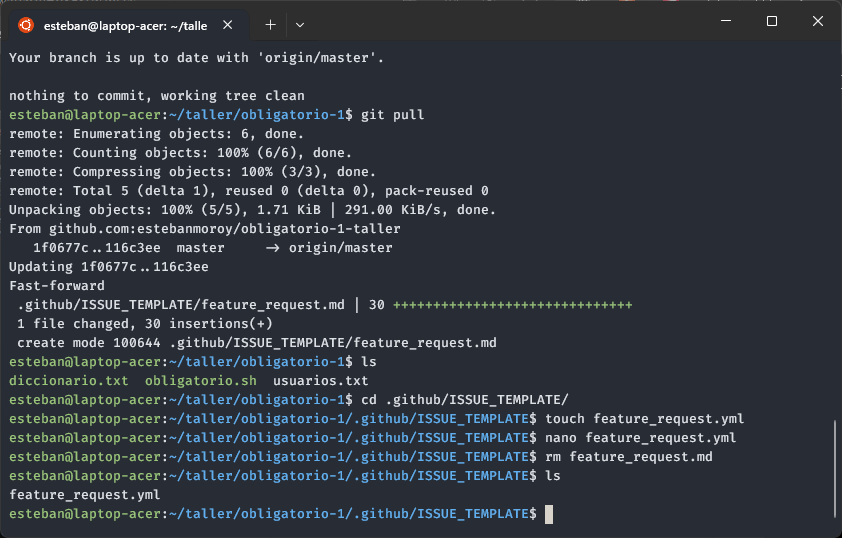 esteban@laptop-acer: ~/talle
Your branch is up to date with 'origin/master'.
nothing to commit, working tree clean
esteban@laptop-acer:~/taller/obligatorio-1$ git pull
remote: Enumerating objects: 6, done.
remote: Counting objects: 100% (6/6), done.
remote: Compressing objects: 100% (3/3), done.
remote: Total 5 (delta 1), reused 0 (delta 0), pack-reused 0
Unpacking objects: 100% (5/5), 1.71 KiB | 291.00 KiB/s, done.
From github.com:estebanmoroy/obligatorio-1-taller
   1f0677c..116c3ee  master     -> origin/master
Updating 1f0677c..116c3ee
Fast-forward
 .github/ISSUE_TEMPLATE/feature_request.md | 30 ++++++++++++++++++++++++++++++
 1 file changed, 30 insertions(+)
 create mode 100644 .github/ISSUE_TEMPLATE/feature_request.md
esteban@laptop-acer:~/taller/obligatorio-1$ ls
diccionario.txt  obligatorio.sh  usuarios.txt
esteban@laptop-acer:~/taller/obligatorio-1$ cd .github/ISSUE_TEMPLATE/
esteban@laptop-acer:~/taller/obligatorio-1/.github/ISSUE_TEMPLATE$ touch feature_request.yml
esteban@laptop-acer:~/taller/obligatorio-1/.github/ISSUE_TEMPLATE$ nano feature_request.yml
esteban@laptop-acer:~/taller/obligatorio-1/.github/ISSUE_TEMPLATE$ rm feature_request.md
esteban@laptop-acer:~/taller/obligatorio-1/.github/ISSUE_TEMPLATE$ ls
feature_request.yml
esteban@laptop-acer:~/taller/obligatorio-1/.github/ISSUE_TEMPLATE$